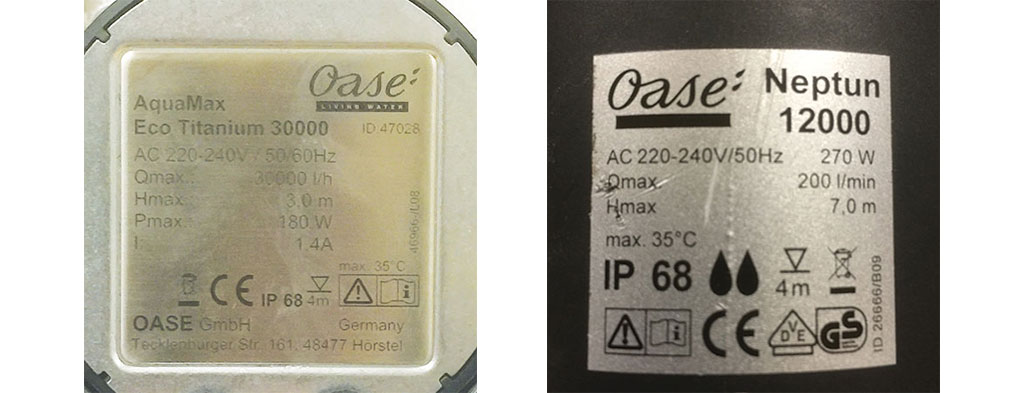 Oase
LIVING WATER
AquaMax
Eco Titanium 30000 ID 47028
AC 220-240V / 50/60Hz
Qmax. 30000 l/h
Hmax. 3,0 m
Pmax. 180 W
I 1,4A
max. 35°C
CE IP 68 4m i
OASE GmbH Germany
Tecklenburger Str. 161, 48477 Hörstel
Oase Neptun
12000
AC 220-240V/50Hz 270 W
Qmax 200 l/min
Hmax 7,0 m
max. 35°C
IP 68 4m
i CE DVE GS
ID 26666/B09